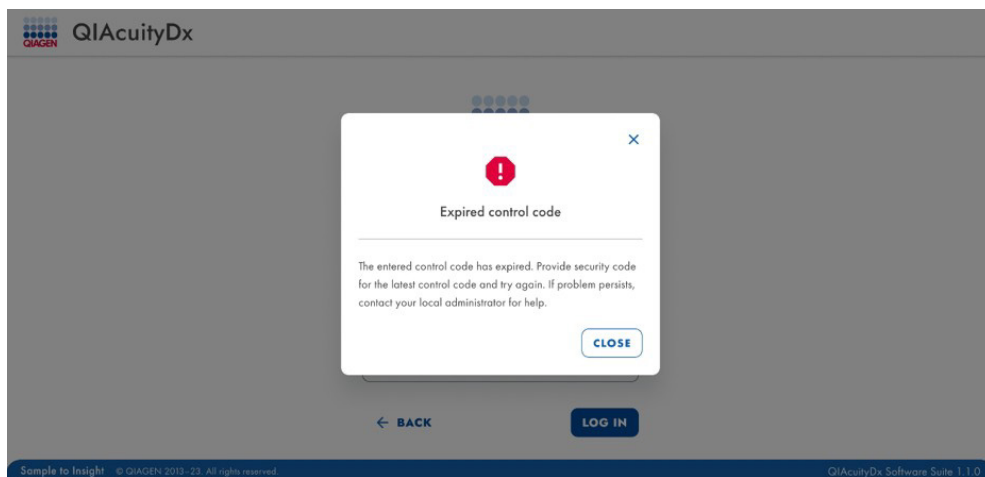 QIAGEN
QIAcuityDx
Expired control code
The entered control code has expired. Provide security code
for the latest control code and try again. If problem persists,
contact your local administrator for help.
CLOSE
← BACK
LOG IN
Sample to Insight © QIAGEN 2013–23. All rights reserved.
QIAcuityDx Software Suite 1.1.0